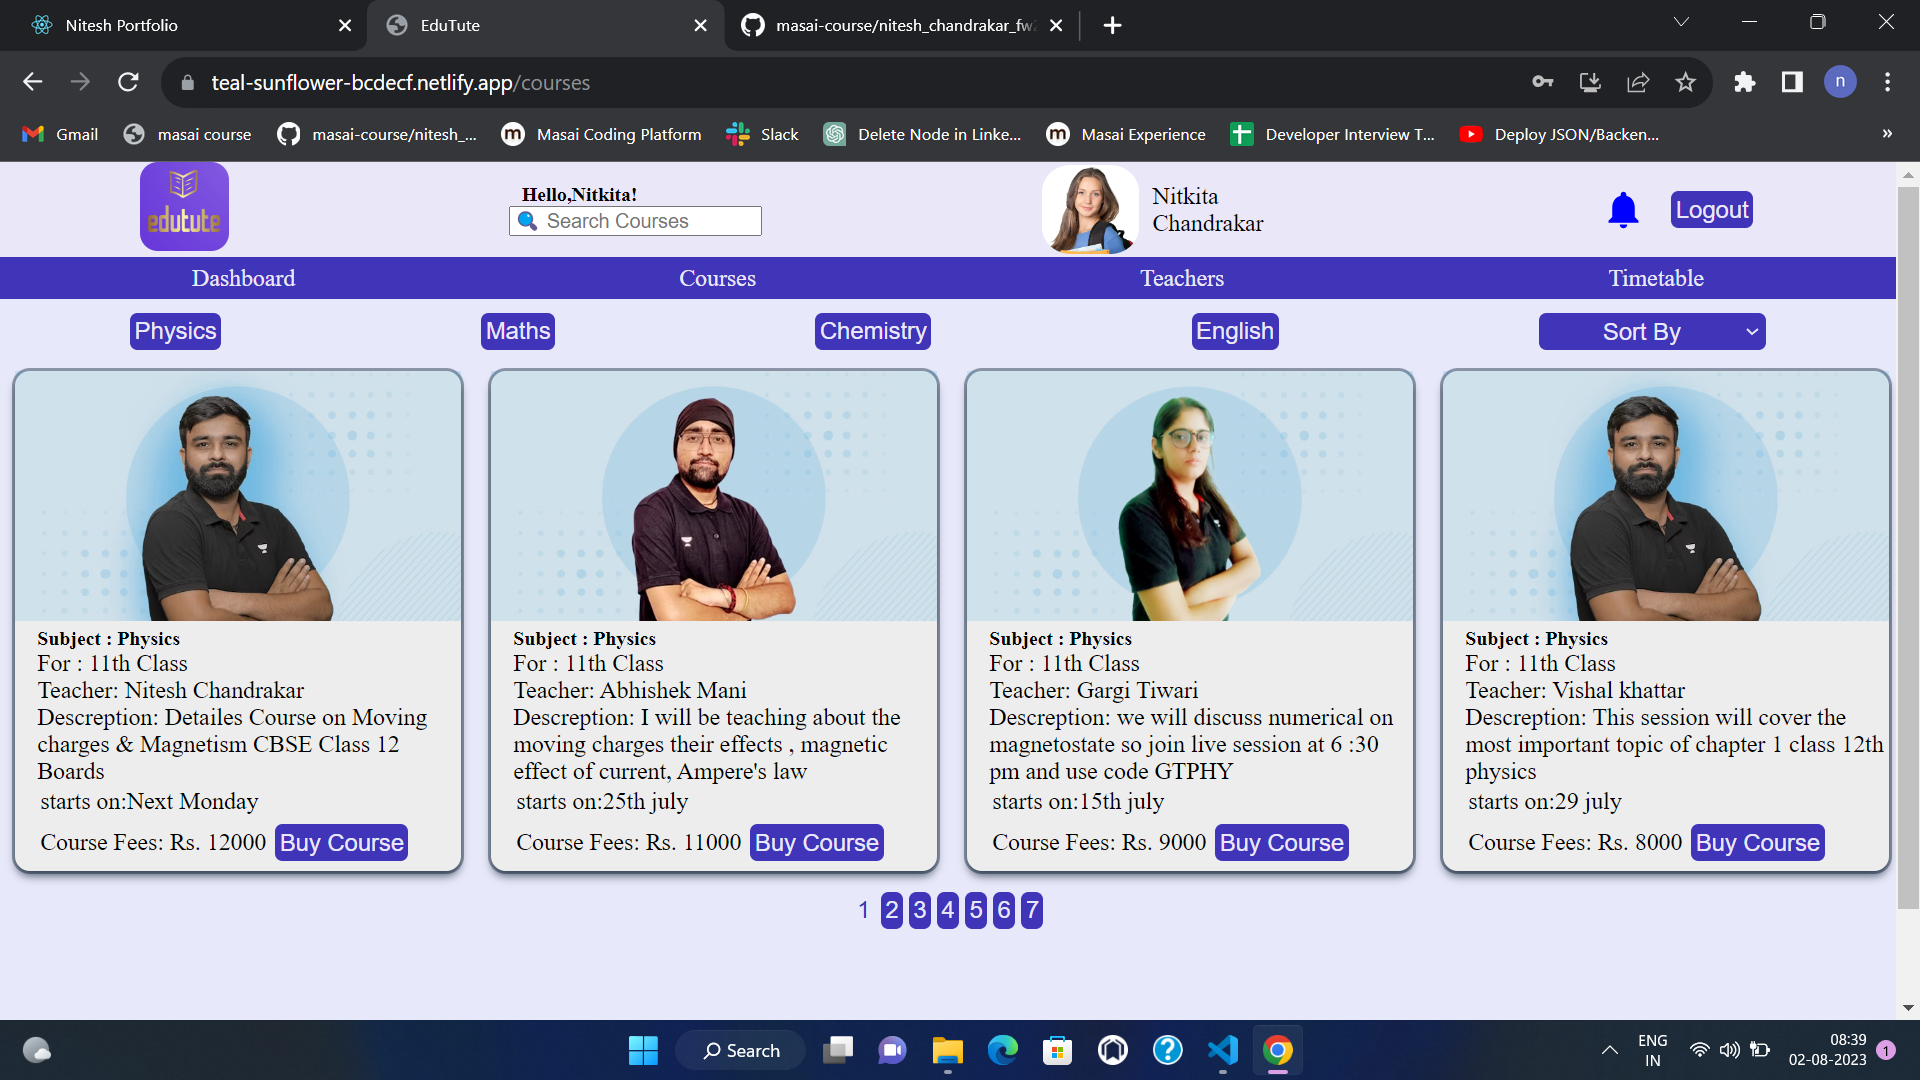 Nitesh Portfolio
EduTute
masai-course/nitesh_chandrakar_fw
teal-sunflower-bcdecf.netlify.app/courses
n
Gmail
masai course
masai-course/nitesh_...
m
Masai Coding Platform
Slack
Delete Node in Linke...
m
Masai Experience
Developer Interview T...
Deploy JSON/Backen...
»
edutute
Hello,Nitkita!
Search Courses
Nitkita
Chandrakar
Logout
Dashboard
Courses
Teachers
Timetable
Physics
Maths
Chemistry
English
Sort By
Subject : Physics
For : 11th Class
Teacher: Nitesh Chandrakar
Descreption: Detailes Course on Moving
charges & Magnetism CBSE Class 12
Boards
starts on:Next Monday
Course Fees: Rs. 12000
Buy Course
Subject : Physics
For : 11th Class
Teacher: Abhishek Mani
Descreption: I will be teaching about the
moving charges their effects , magnetic
effect of current, Ampere's law
starts on:25th july
Course Fees: Rs. 11000
Buy Course
Subject : Physics
For : 11th Class
Teacher: Gargi Tiwari
Descreption: we will discuss numerical on
magnetostate so join live session at 6 :30
pm and use code GTPHY
starts on:15th july
Course Fees: Rs. 9000
Buy Course
Subject : Physics
For : 11th Class
Teacher: Vishal khattar
Descreption: This session will cover the
most important topic of chapter 1 class 12th
physics
starts on:29 july
Course Fees: Rs. 8000
Buy Course
1 2 3 4 5 6 7
Search
ENG
IN
08:39
02-08-2023
1